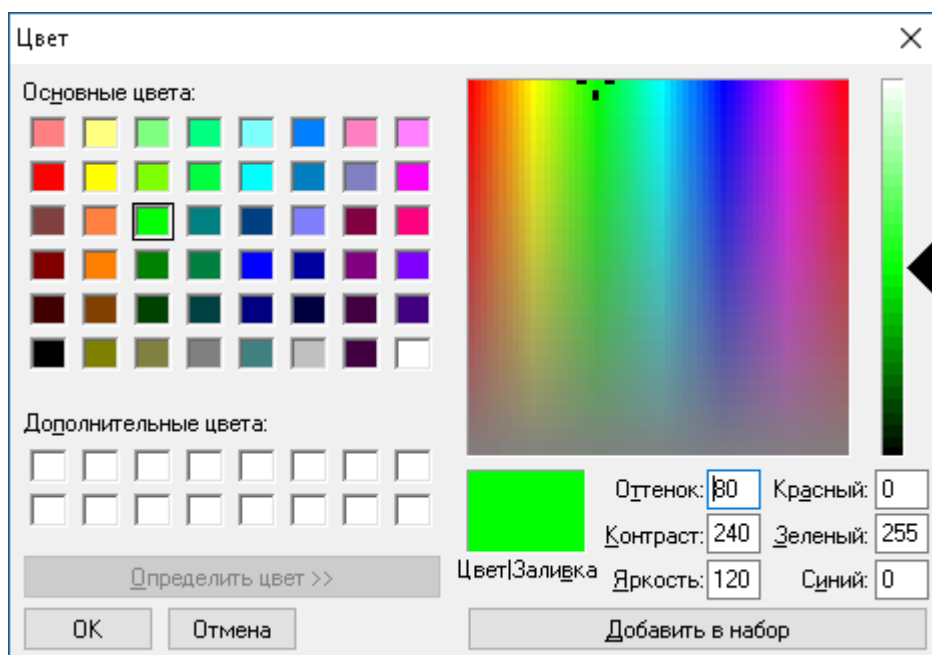 Цвет
Основные цвета:
Дополнительные цвета:
Определить цвет >>
OK
Отмена
Цвет|Заливка
Оттенок: 80
Контраст: 240
Яркость: 120
Красный: 0
Зеленый: 255
Синий: 0
Добавить в набор